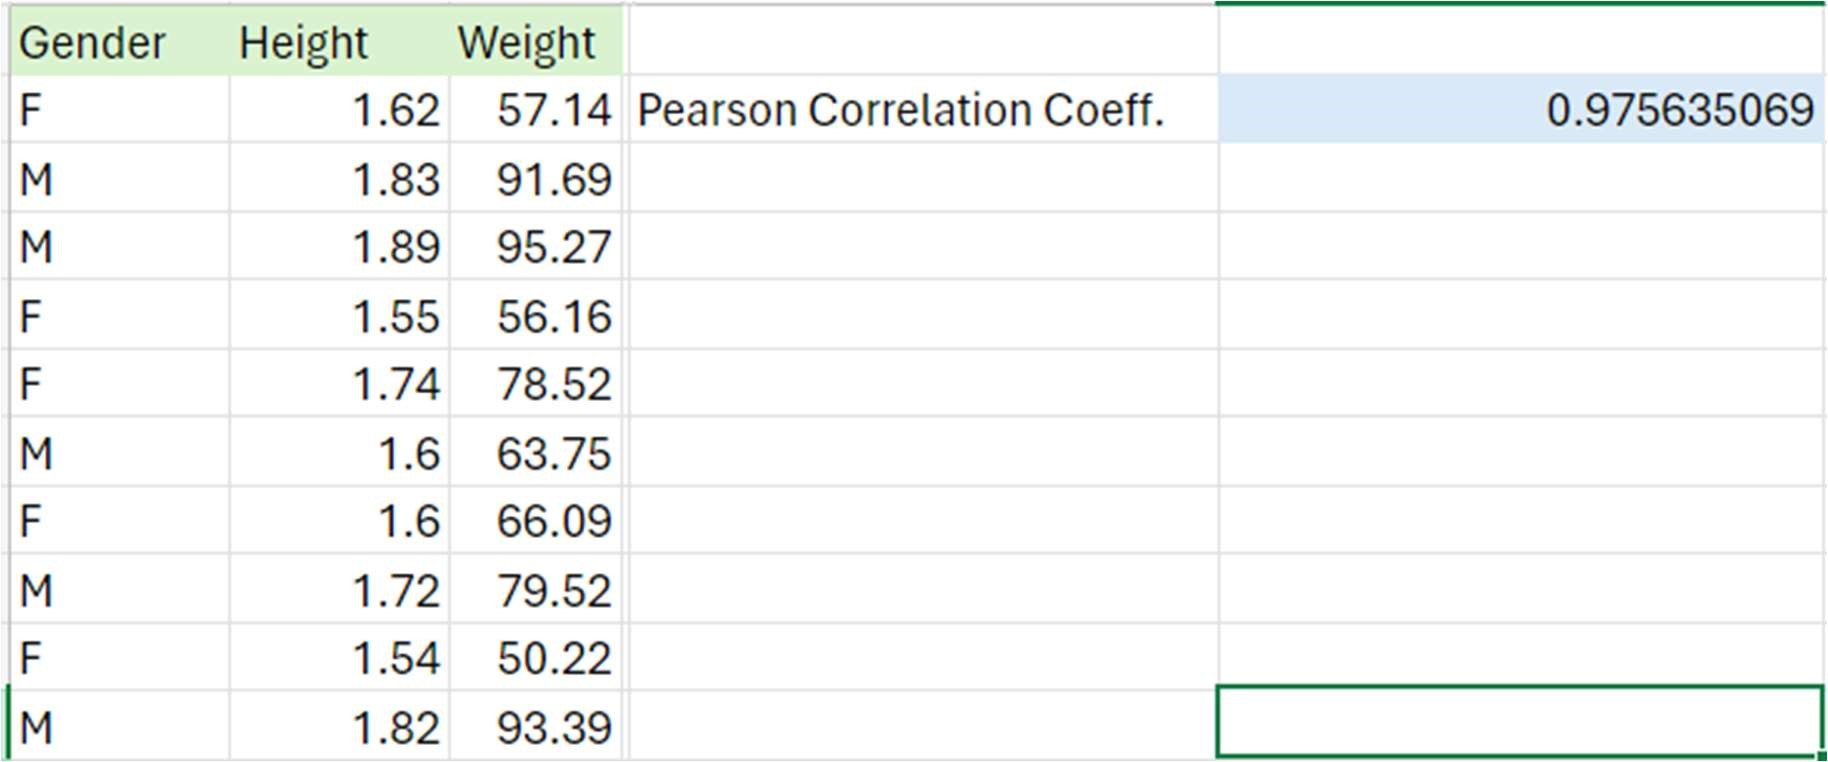 Gender Height Weight
F 1.62 57.14 Pearson Correlation Coeff. 0.975635069
M 1.83 91.69
M 1.89 95.27
F 1.55 56.16
F 1.74 78.52
M 1.6 63.75
F 1.6 66.09
M 1.72 79.52
F 1.54 50.22
M 1.82 93.39